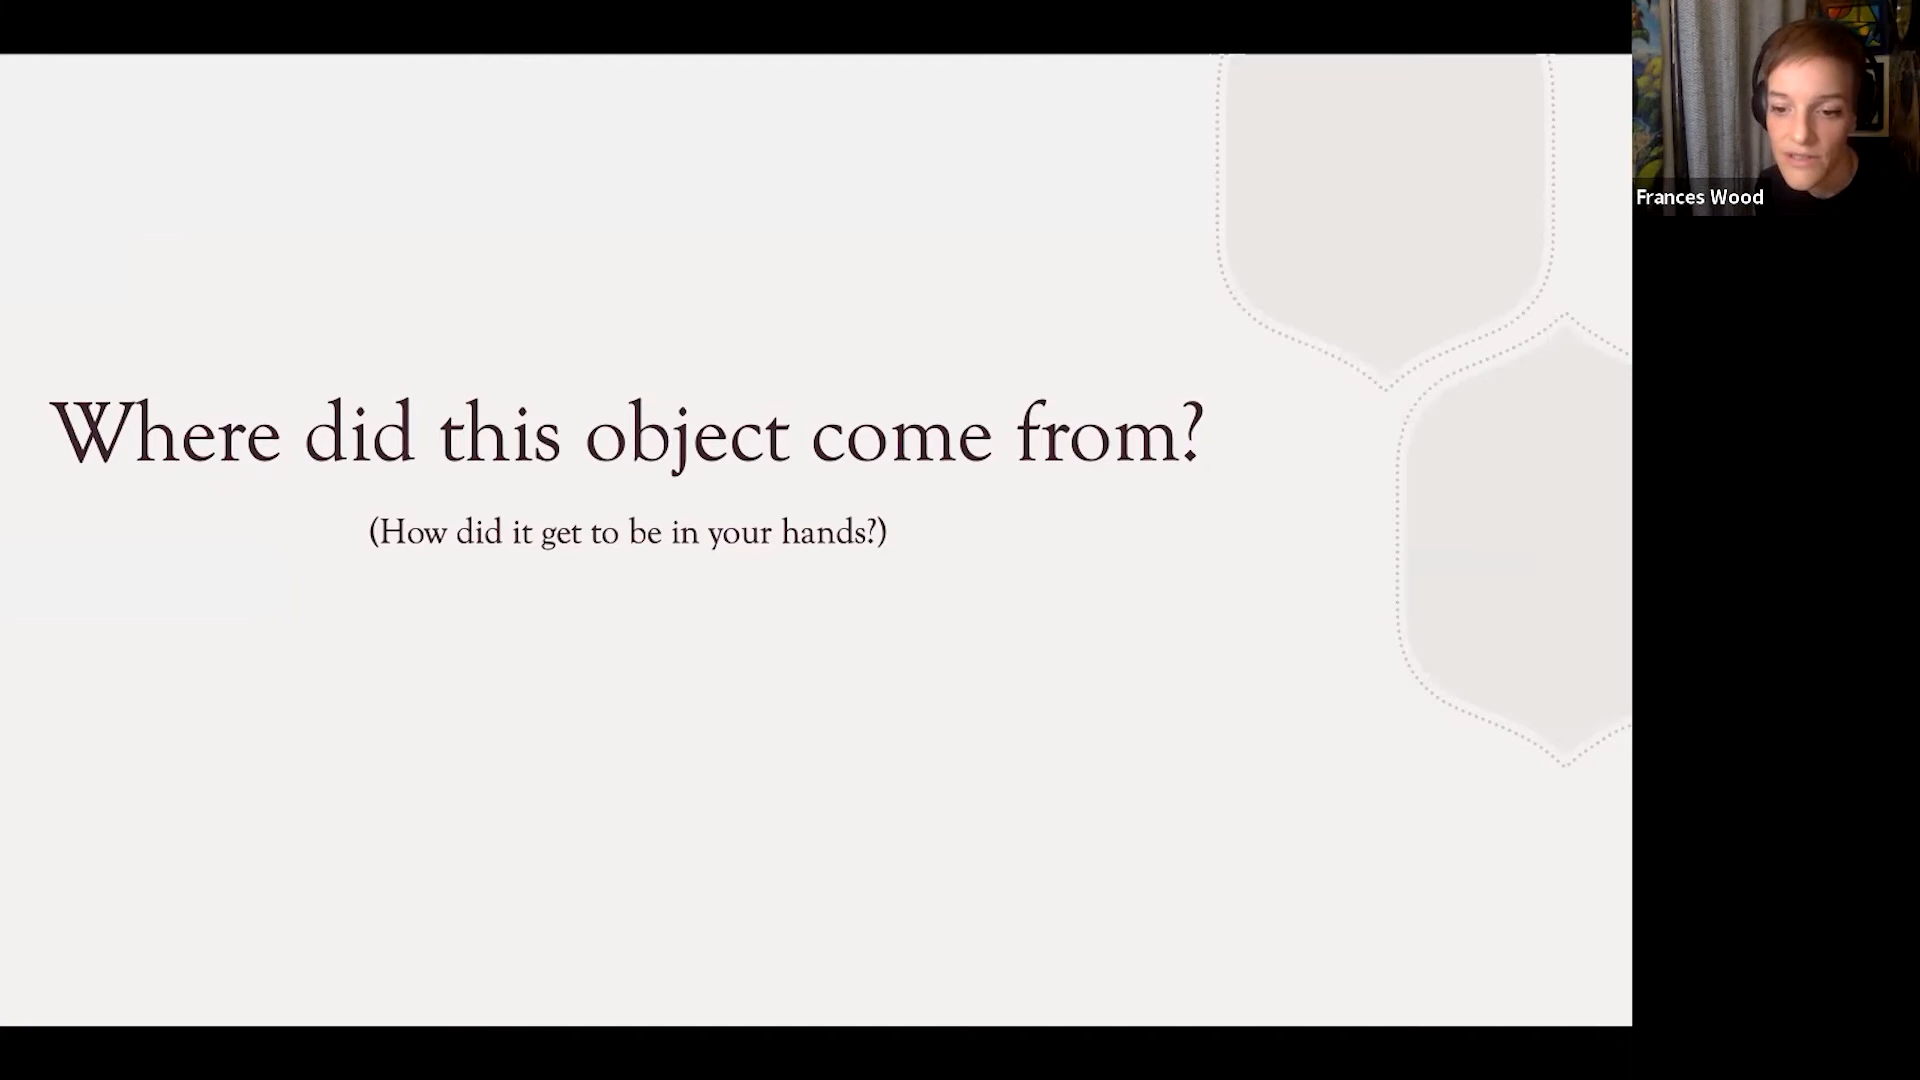 Where did this object come from?
(How did it get to be in your hands?)
Frances Wood